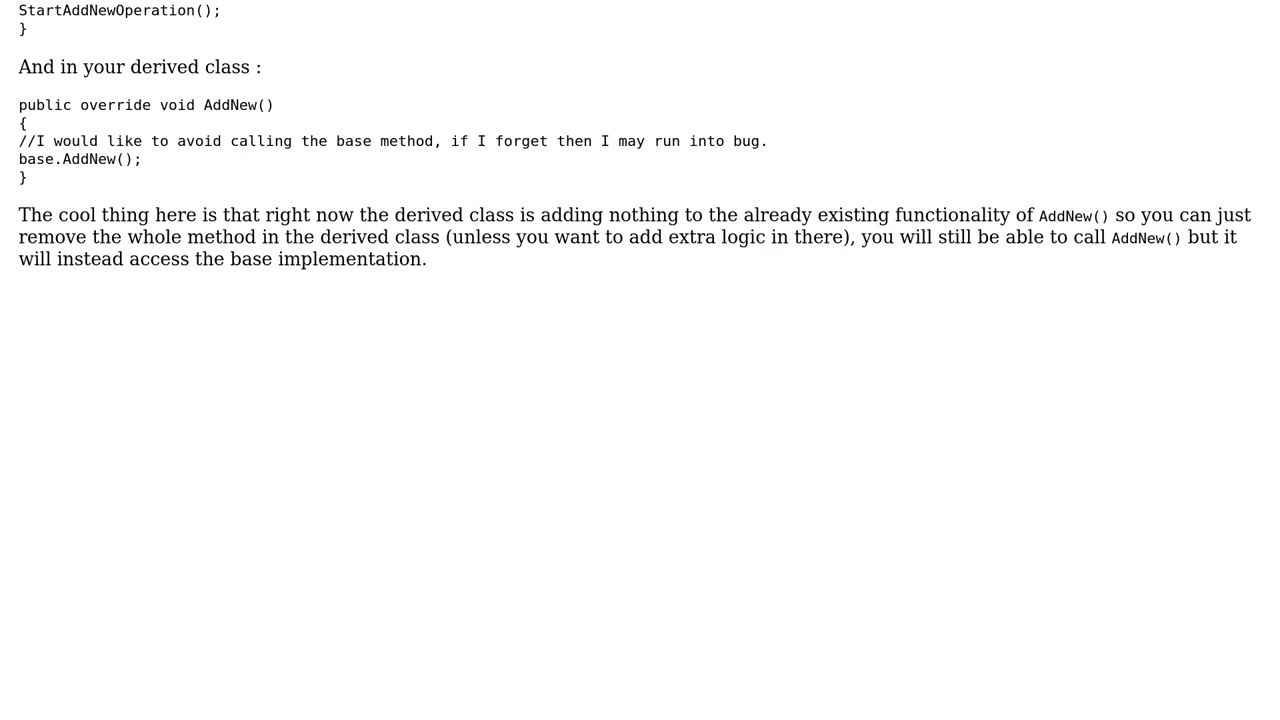 StartAddNewOperation();
}
And in your derived class :
public override void AddNew()
{
//I would like to avoid calling the base method, if I forget then I may run into bug.
base.AddNew();
}
The cool thing here is that right now the derived class is adding nothing to the already existing functionality of AddNew() so you can just
remove the whole method in the derived class (unless you want to add extra logic in there), you will still be able to call AddNew() but it
will instead access the base implementation.